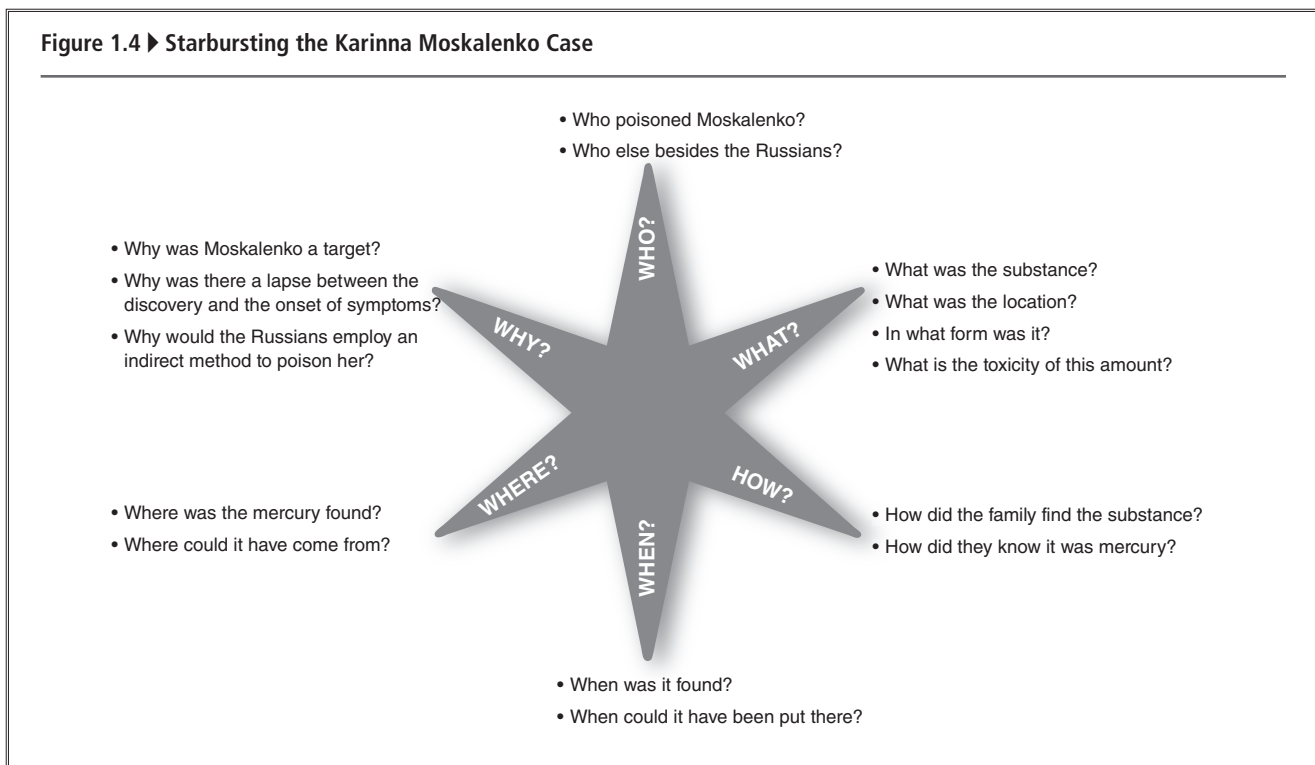 Figure 1.4 ▶ Starbursting the Karinna Moskalenko Case
• Who poisoned Moskalenko?
• Who else besides the Russians?
WHO?
• Why was Moskalenko a target?
• Why was there a lapse between the
discovery and the onset of symptoms?
• Why would the Russians employ an
indirect method to poison her?
WHY?
• What was the substance?
• What was the location?
• In what form was it?
• What is the toxicity of this amount?
WHAT?
WHERE?
• Where was the mercury found?
• Where could it have come from?
HOW?
• How did the family find the substance?
• How did they know it was mercury?
WHEN?
• When was it found?
• When could it have been put there?